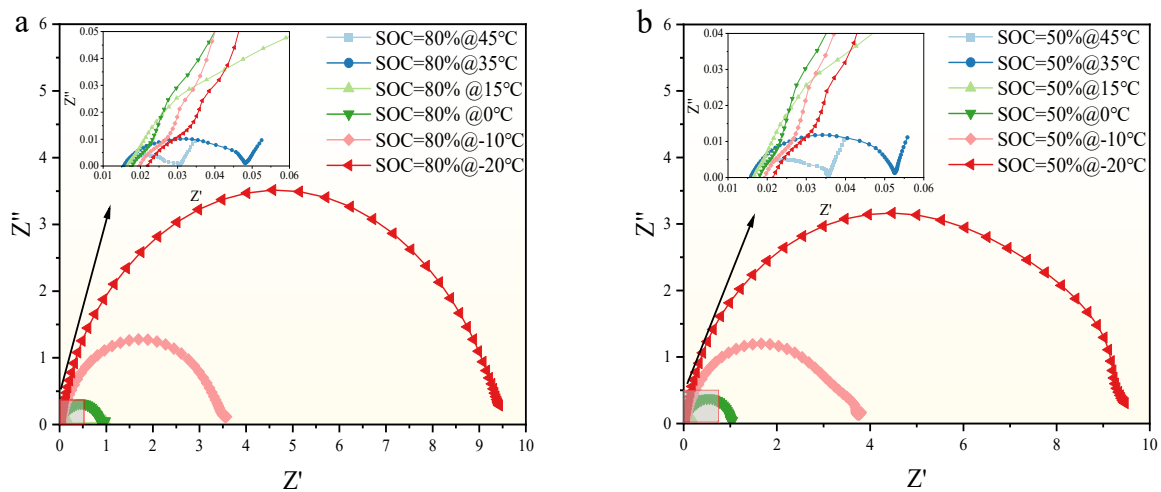 a
6
5
4
3
2
1
0
Z''
0 1 2 3 4 5 6 7 8 9 10
Z'
0.05
0.04
0.03
0.02
0.01
0.00
Z''
0.01 0.02 0.03 0.04 0.05 0.06
Z'
SOC=80%@45℃
SOC=80%@35℃
SOC=80% @15℃
SOC=80% @0℃
SOC=80%@-10℃
SOC=80%@-20℃
b
6
5
4
3
2
1
0
Z''
0 2 4 6 8 10
Z'
0.04
0.03
0.02
0.01
0.00
Z''
0.01 0.02 0.03 0.04 0.05 0.06
Z'
SOC=50%@45℃
SOC=50%@35℃
SOC=50%@15℃
SOC=50%@0℃
SOC=50%@-10℃
SOC=50%@-20℃